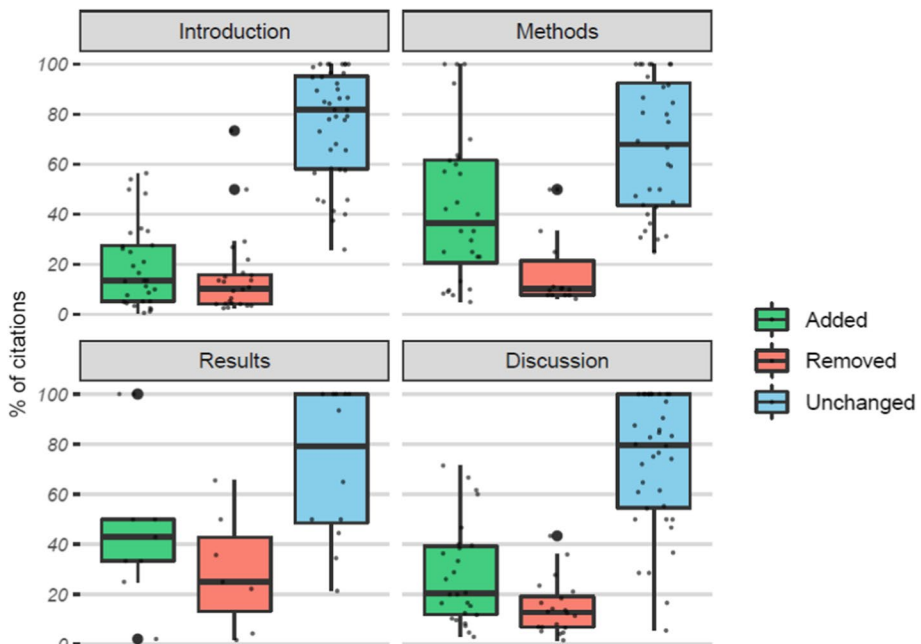 Introduction
Methods
100
80
60
40
20
0
Results
Discussion
100
80
60
40
20
0
% of citations
Added
Removed
Unchanged